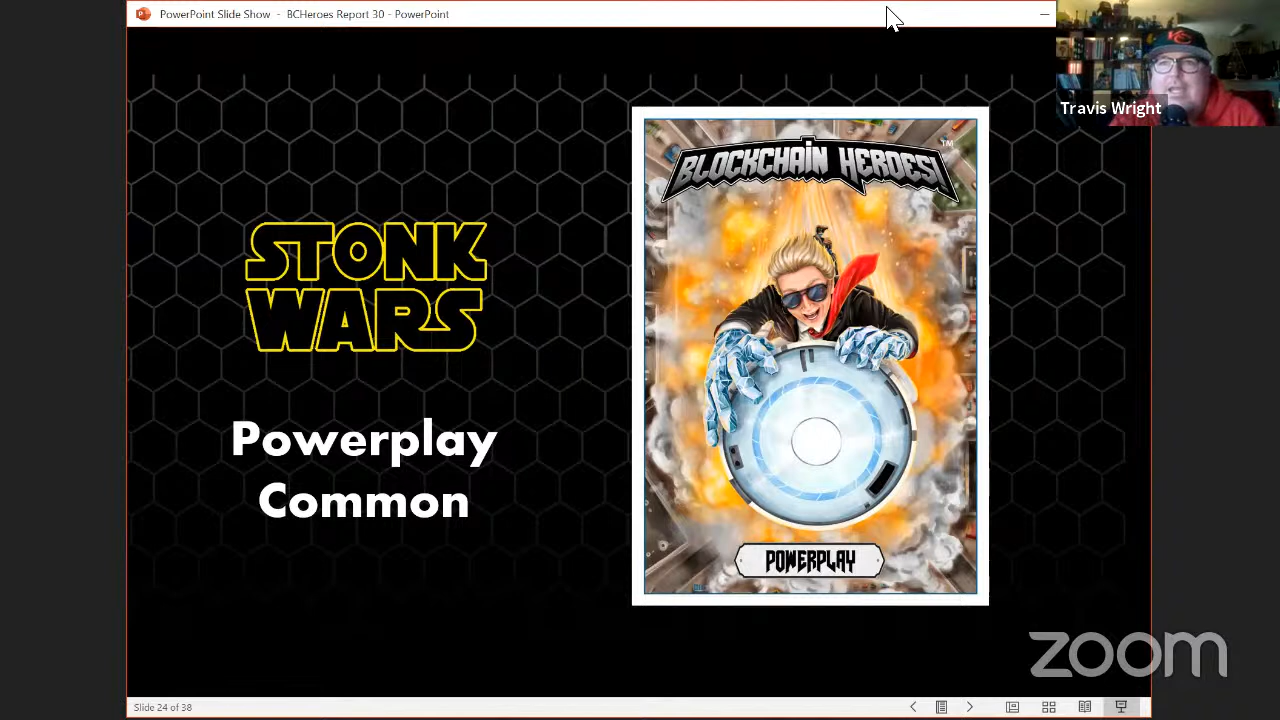 PowerPoint Slide Show - BCHeroes Report 30 - PowerPoint
Travis Wright
BLOCKCHAIN HEROES!™
STONK
WARS
Powerplay
Common
POWERPLAY
zoom
Slide 24 of 38